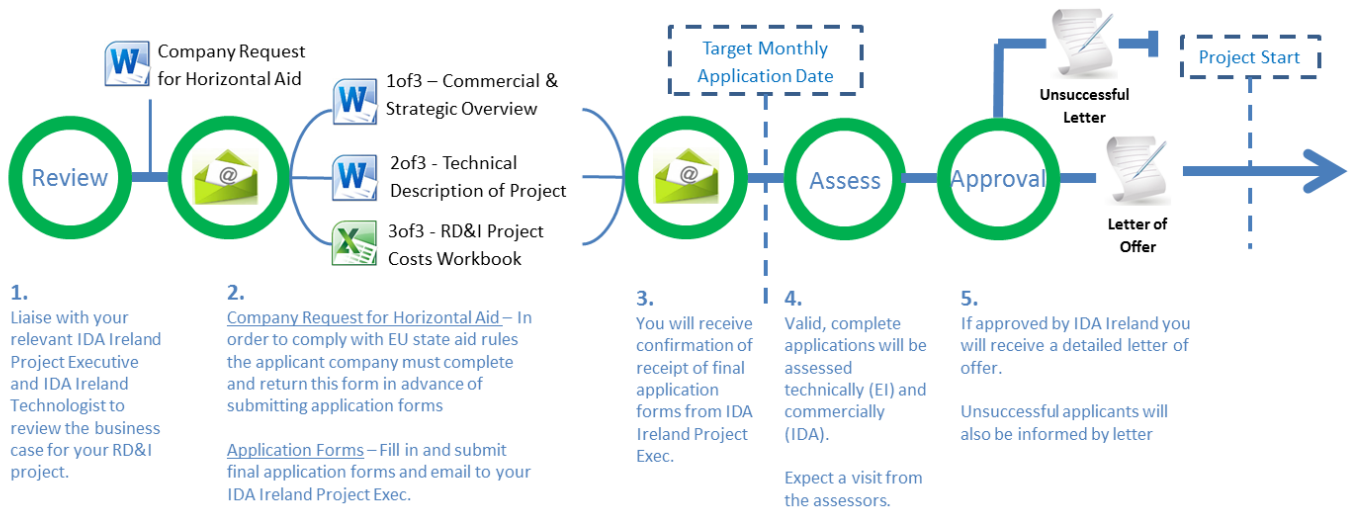 Company Request
for Horizontal Aid
1of3 – Commercial &
Strategic Overview
2of3 - Technical
Description of Project
3of3 - RD&I Project
Costs Workbook
Target Monthly
Application Date
Unsuccessful
Letter
Project Start
Review
@
@
Assess
Approval
Letter of
Offer
1.
Liaise with your
relevant IDA Ireland
Project Executive
and IDA Ireland
Technologist to
review the business
case for your RD&I
project.
2.
Company Request for Horizontal Aid – In
order to comply with EU state aid rules
the applicant company must complete
and return this form in advance of
submitting application forms
Application Forms – Fill in and submit
final application forms and email to your
IDA Ireland Project Exec.
3.
You will receive
confirmation of
receipt of final
application
forms from IDA
Ireland Project
Exec.
4.
Valid, complete
applications will be
assessed
technically (EI) and
commercially
(IDA).
Expect a visit from
the assessors.
5.
If approved by IDA Ireland you
will receive a detailed letter of
offer.
Unsuccessful applicants will
also be informed by letter